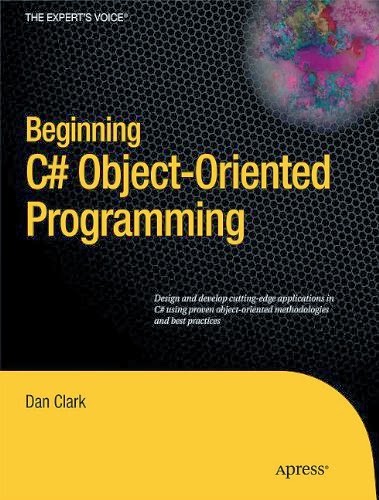 THE EXPERT'S VOICE®
Beginning
C# Object-Oriented
Programming
Design and develop cutting-edge applications in
C# using proven object-oriented methodologies
and best practices
Dan Clark
Apress®